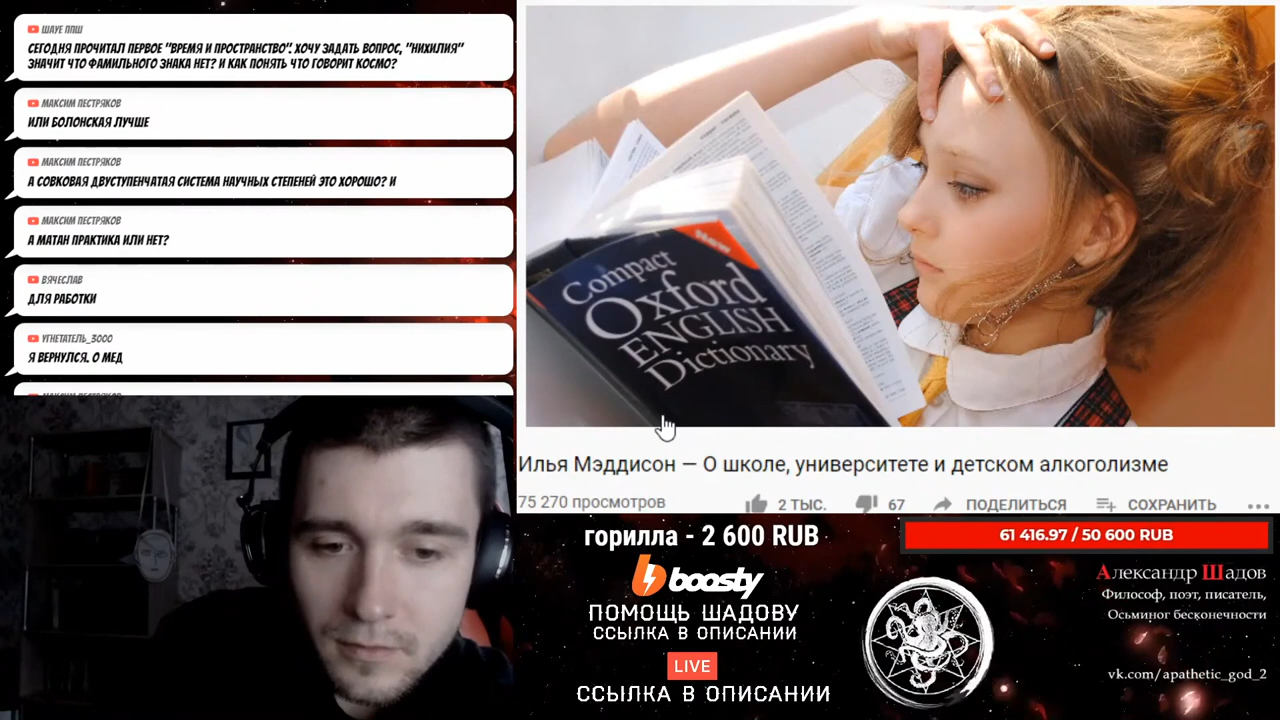 ШАУЕ ППШ
СЕГОДНЯ ПРОЧИТАЛ ПЕРВОЕ "ВРЕМЯ И ПРОСТРАНСТВО". ХОЧУ ЗАДАТЬ ВОПРОС, "НИХИЛИЯ"
ЗНАЧИТ ЧТО ФАМИЛЬНОГО ЗНАКА НЕТ? И КАК ПОНЯТЬ ЧТО ГОВОРИТ КОСМО?
МАКСИМ ПЕСТРЯКОВ
ИЛИ БОЛОНСКАЯ ЛУЧШЕ
МАКСИМ ПЕСТРЯКОВ
А СОВКОВАЯ ДВУСТУПЕНЧАТАЯ СИСТЕМА НАУЧНЫХ СТЕПЕНЕЙ ЭТО ХОРОШО? И
МАКСИМ ПЕСТРЯКОВ
А МАТАН ПРАКТИКА ИЛИ НЕТ?
ВЯЧЕСЛАВ
ДЛЯ РАБОТКИ
УГНЕТАТЕЛЬ_3000
Я ВЕРНУЛСЯ. О МЕД
New
Compact
Oxford
ENGLISH
Dictionary
Илья Мэддисон — О школе, университете и детском алкоголизме
75 270 просмотров
2 ТЫС.
67
ПОДЕЛИТЬСЯ
СОХРАНИТЬ
горилла - 2 600 RUB
boosty
ПОМОЩЬ ШАДОВУ
ССЫЛКА В ОПИСАНИИ
LIVE
ССЫЛКА В ОПИСАНИИ
61 416.97 / 50 600 RUB
Александр Шадов
Философ, поэт, писатель,
Осьминог бесконечности
vk.com/apathetic_god_2